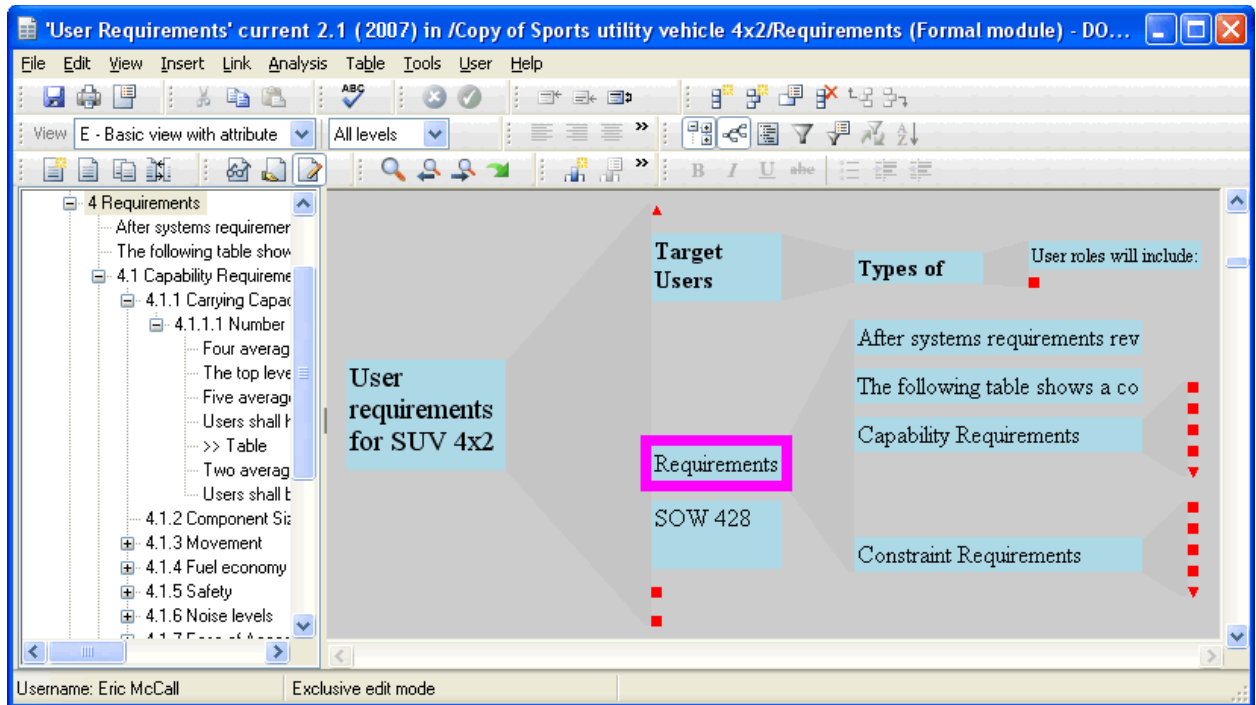 'User Requirements' current 2.1 (2007) in /Copy of Sports utility vehicle 4x2/Requirements (Formal module) - DO...
File Edit View Insert Link Analysis Table Tools User Help
ABC
View E - Basic view with attribute All levels »
» B I U abc
4 Requirements
After systems requiremer
The following table show
4.1 Capability Requireme
4.1.1 Carrying Capac
4.1.1.1 Number
Four averag
The top leve
Five averag
Users shall h
>> Table
Two averag
Users shall b
4.1.2 Component Siz
4.1.3 Movement
4.1.4 Fuel economy
4.1.5 Safety
4.1.6 Noise levels
User
requirements
for SUV 4x2
Target
Users
Requirements
SOW 428
Types of
User roles will include:
After systems requirements rev
The following table shows a co
Capability Requirements
Constraint Requirements
Username: Eric McCall Exclusive edit mode